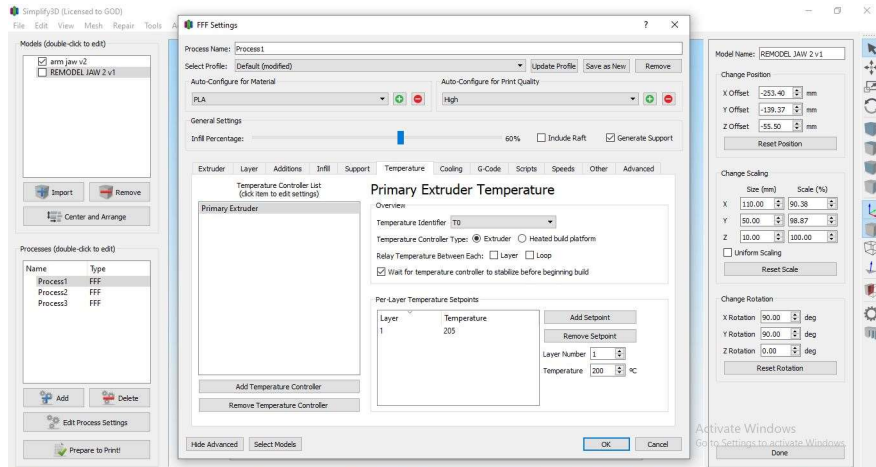 Simplify3D (Licensed to GOD)
File Edit View Mesh Repair Tools
Models (double-click to edit)
arm jaw v2
REMODEL JAW 2 v1
Import Remove
Center and Arrange
Processes (double-click to edit)
Name Type
Process1 FFF
Process2 FFF
Process3 FFF
Add Delete
Edit Process Settings
Prepare to Print!
FFF Settings
Process Name: Process1
Select Profile: Default (modified) Update Profile Save as New Remove
Auto-Configure for Material Auto-Configure for Print Quality
PLA High
General Settings
Infill Percentage: 60% Include Raft Generate Support
Extruder Layer Additions Infill Support Temperature Cooling G-Code Scripts Speeds Other Advanced
Temperature Controller List
(click item to edit settings)
Primary Extruder
Add Temperature Controller
Remove Temperature Controller
Primary Extruder Temperature
Overview
Temperature Identifier T0
Temperature Controller Type: Extruder Heated build platform
Relay Temperature Between Each: Layer Loop
Wait for temperature controller to stabilize before beginning build
Per-Layer Temperature Setpoints
Layer Temperature
1 205
Add Setpoint
Remove Setpoint
Layer Number 1
Temperature 200 ºC
Hide Advanced Select Models OK Cancel
Model Name: REMODEL JAW 2 v1
Change Position
X Offset -253.40 mm
Y Offset -139.37 mm
Z Offset -55.50 mm
Reset Position
Change Scaling
Size (mm) Scale (%)
X 110.00 90.38
Y 50.00 98.87
Z 10.00 100.00
Uniform Scaling
Reset Scale
Change Rotation
X Rotation 90.00 deg
Y Rotation 90.00 deg
Z Rotation 0.00 deg
Reset Rotation
Activate Windows
Go to Settings to activate Windows.
Done